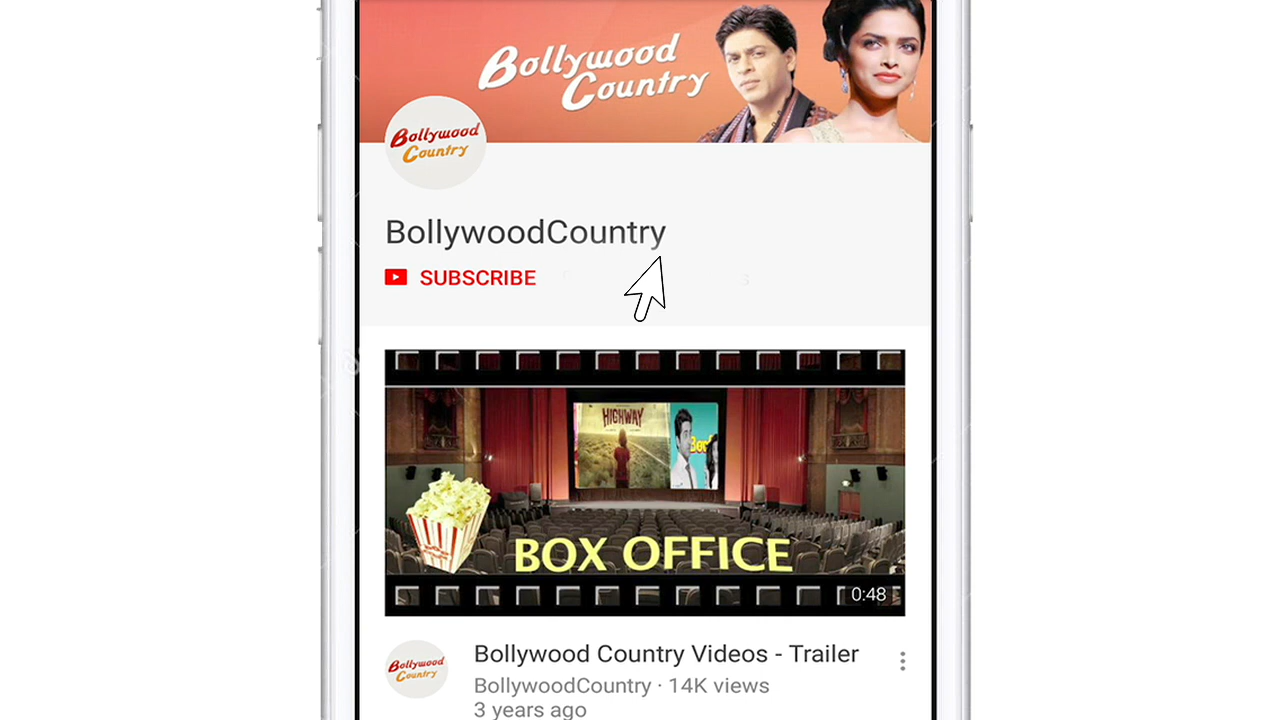 Bollywood
Country
Bollywood
Country
BollywoodCountry
SUBSCRIBE
HIGHWAY
BOX OFFICE
0:48
Bollywood Country Videos - Trailer
Bollywood
Country
BollywoodCountry · 14K views
3 years ago